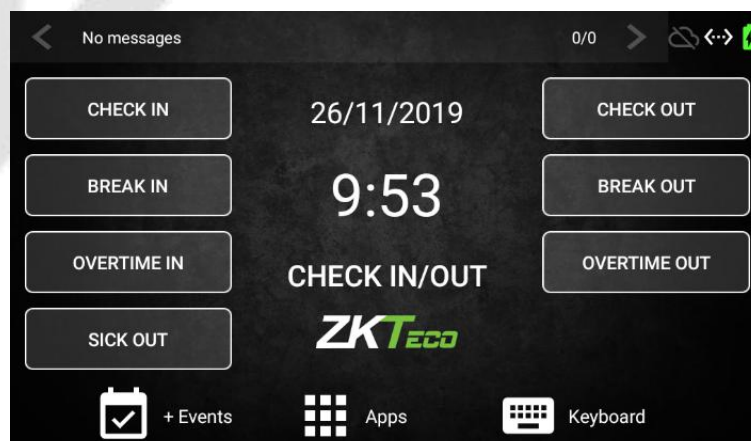 No messages 0/0
CHECK IN 26/11/2019 CHECK OUT
BREAK IN 9:53 BREAK OUT
OVERTIME IN CHECK IN/OUT OVERTIME OUT
SICK OUT ZKTECO
+ Events Apps Keyboard